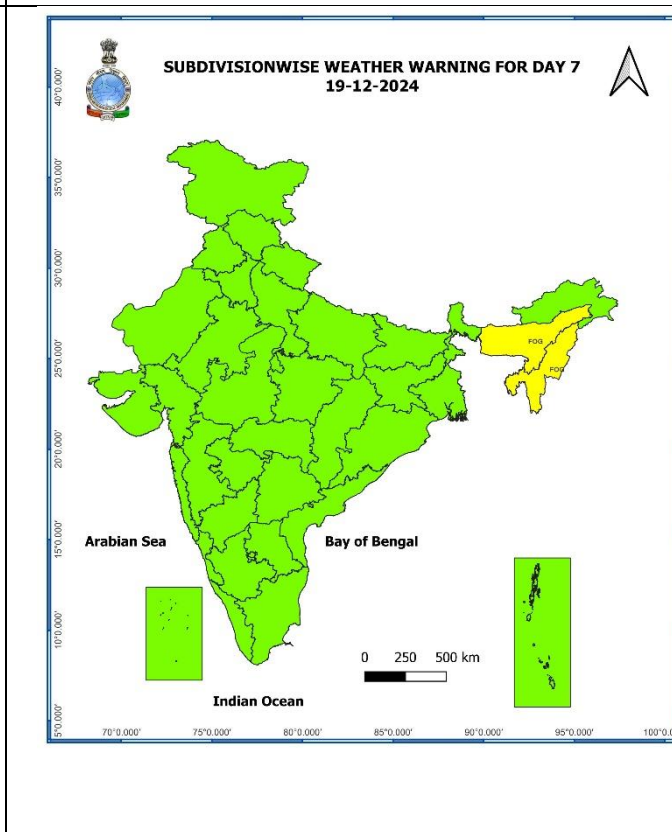 SUBDIVISIONWISE WEATHER WARNING FOR DAY 7
19-12-2024
40°0.000'
35°0.000'
30°0.000'
25°0.000'
20°0.000'
15°0.000'
10°0.000'
5°0.000'
FOG
FOG
Arabian Sea
Bay of Bengal
0 250 500 km
Indian Ocean
70°0.000' 75°0.000' 80°0.000' 85°0.000' 90°0.000' 95°0.000' 100°0.0